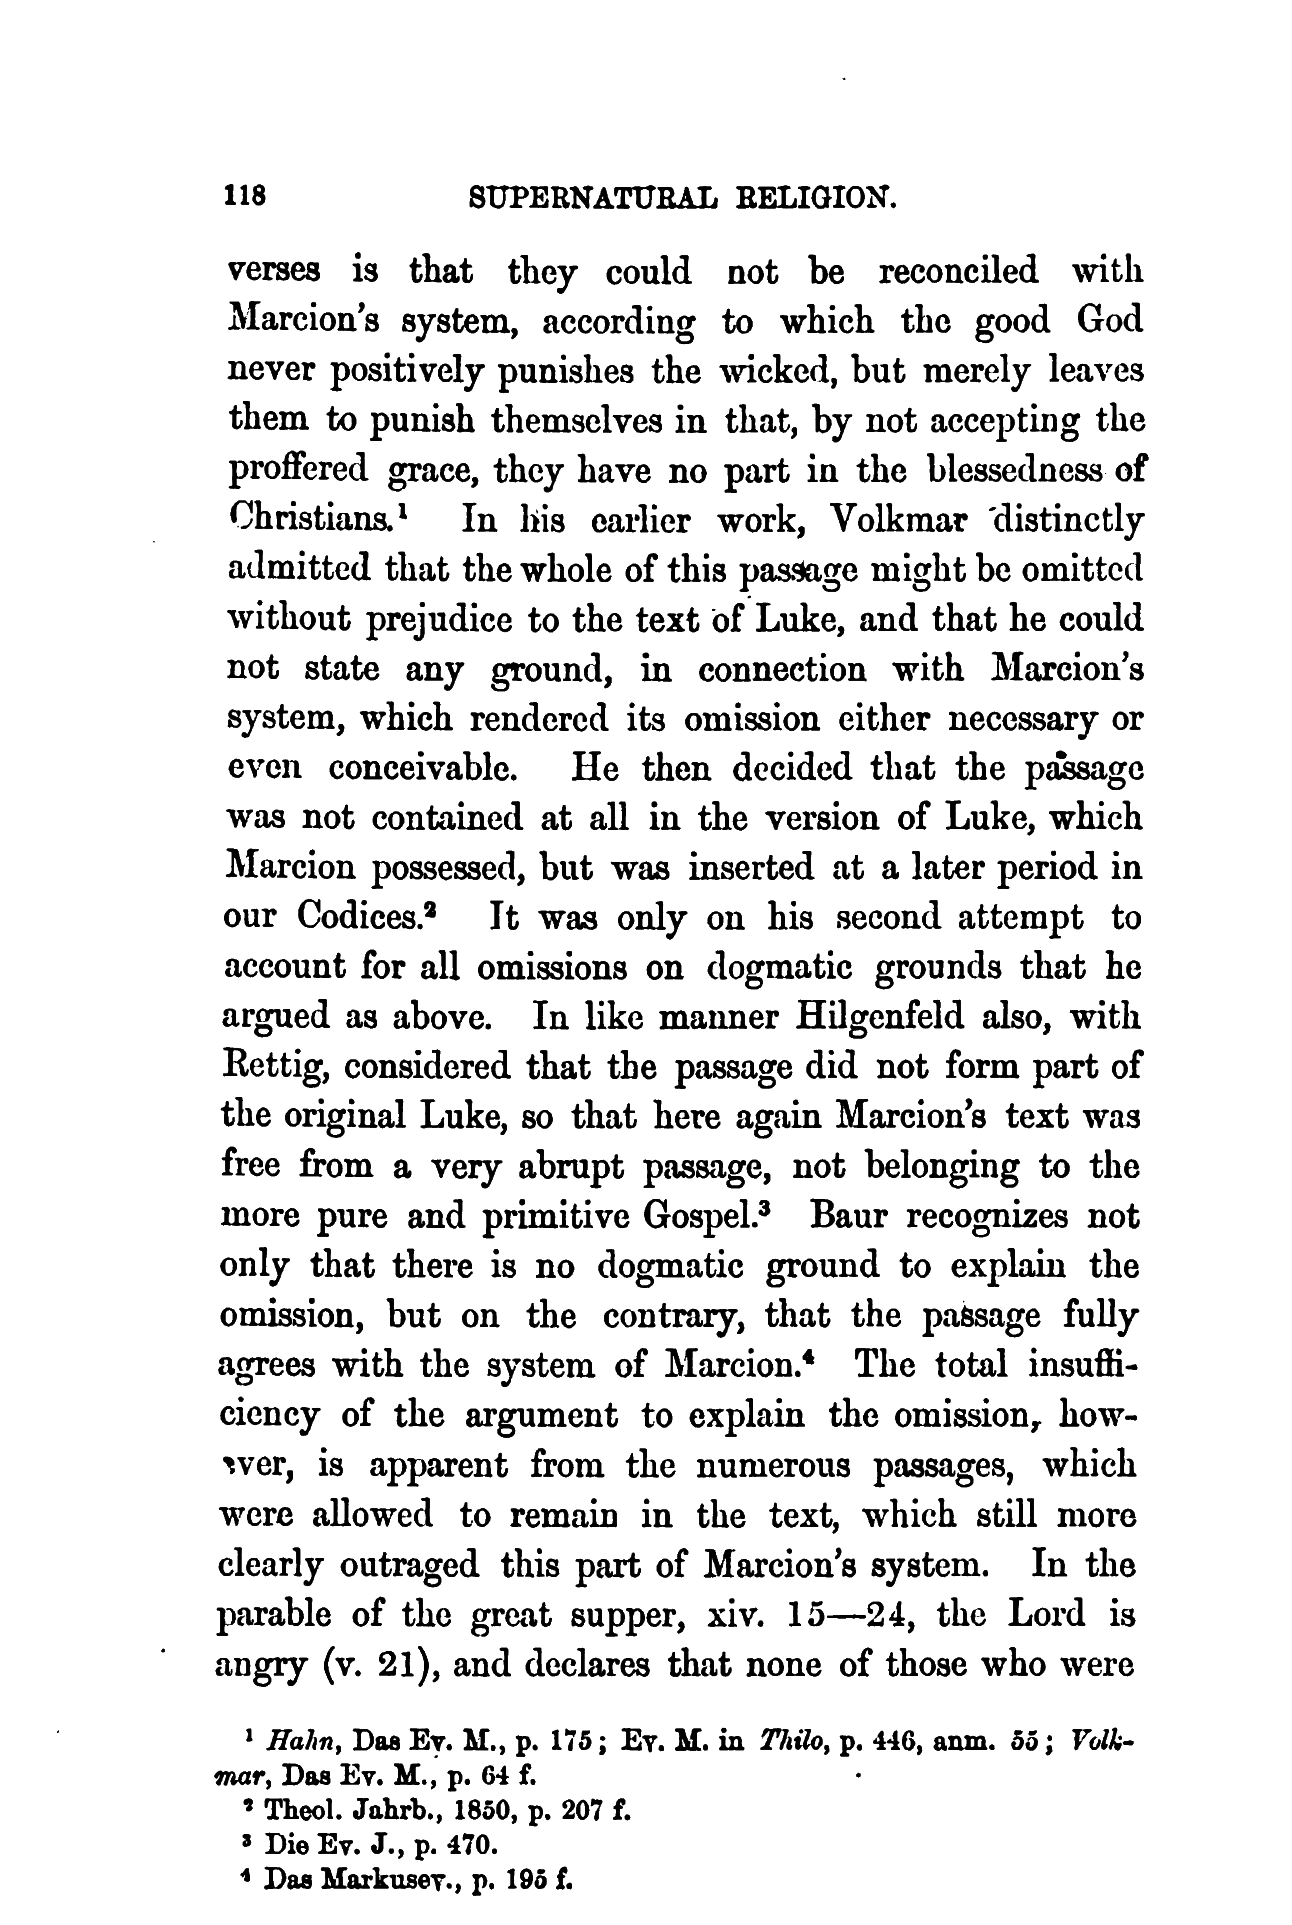 118 SUPERNATURAL RELIGION.
verses is that they could not be reconciled with
Marcion's system, according to which the good God
never positively punishes the wicked, but merely leaves
them to punish themselves in that, by not accepting the
proffered grace, they have no part in the blessedness of
Christians.¹ In his earlier work, Volkmar distinctly
admitted that the whole of this passage might be omitted
without prejudice to the text of Luke, and that he could
not state any ground, in connection with Marcion's
system, which rendered its omission either necessary or
even conceivable. He then decided that the passage
was not contained at all in the version of Luke, which
Marcion possessed, but was inserted at a later period in
our Codices.² It was only on his second attempt to
account for all omissions on dogmatic grounds that he
argued as above. In like manner Hilgenfeld also, with
Rettig, considered that the passage did not form part of
the original Luke, so that here again Marcion's text was
free from a very abrupt passage, not belonging to the
more pure and primitive Gospel.³ Baur recognizes not
only that there is no dogmatic ground to explain the
omission, but on the contrary, that the passage fully
agrees with the system of Marcion.⁴ The total insuffi-
ciency of the argument to explain the omission, how-
ever, is apparent from the numerous passages, which
were allowed to remain in the text, which still more
clearly outraged this part of Marcion's system. In the
parable of the great supper, xiv. 15—24, the Lord is
angry (v. 21), and declares that none of those who were
¹ Hahn, Das Ev. M., p. 175; Ev. M. in Thilo, p. 446, anm. 55; Volk-
mar, Das Ev. M., p. 64 f.
² Theol. Jahrb., 1850, p. 207 f.
³ Die Ev. J., p. 470.
⁴ Das Markusev., p. 195 f.